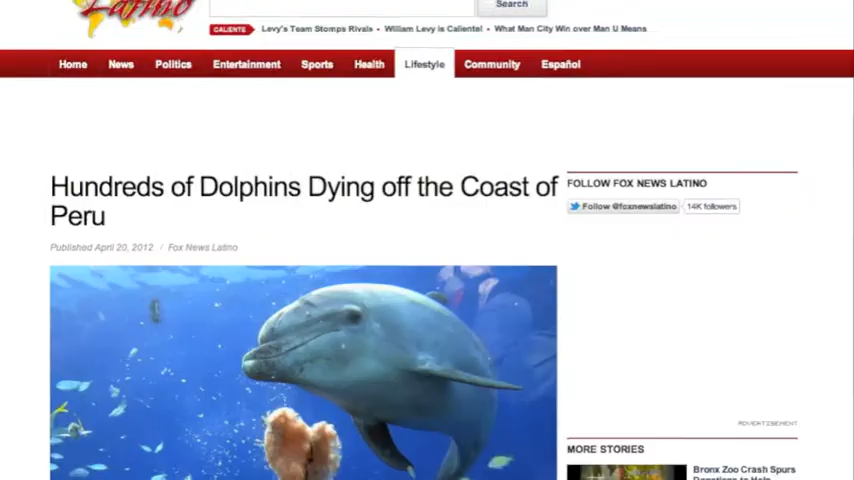 Latino
Search
CALIENTE Levy's Team Stomps Rivals • William Levy is Caliente! • What Man City Win over Man U Means
Home News Politics Entertainment Sports Health Lifestyle Community Español
Hundreds of Dolphins Dying off the Coast of
Peru
Published April 20, 2012 / Fox News Latino
FOLLOW FOX NEWS LATINO
Follow @foxnewslatino 14K followers
ADVERTISEMENT
MORE STORIES
Bronx Zoo Crash Spurs
Donations to Help